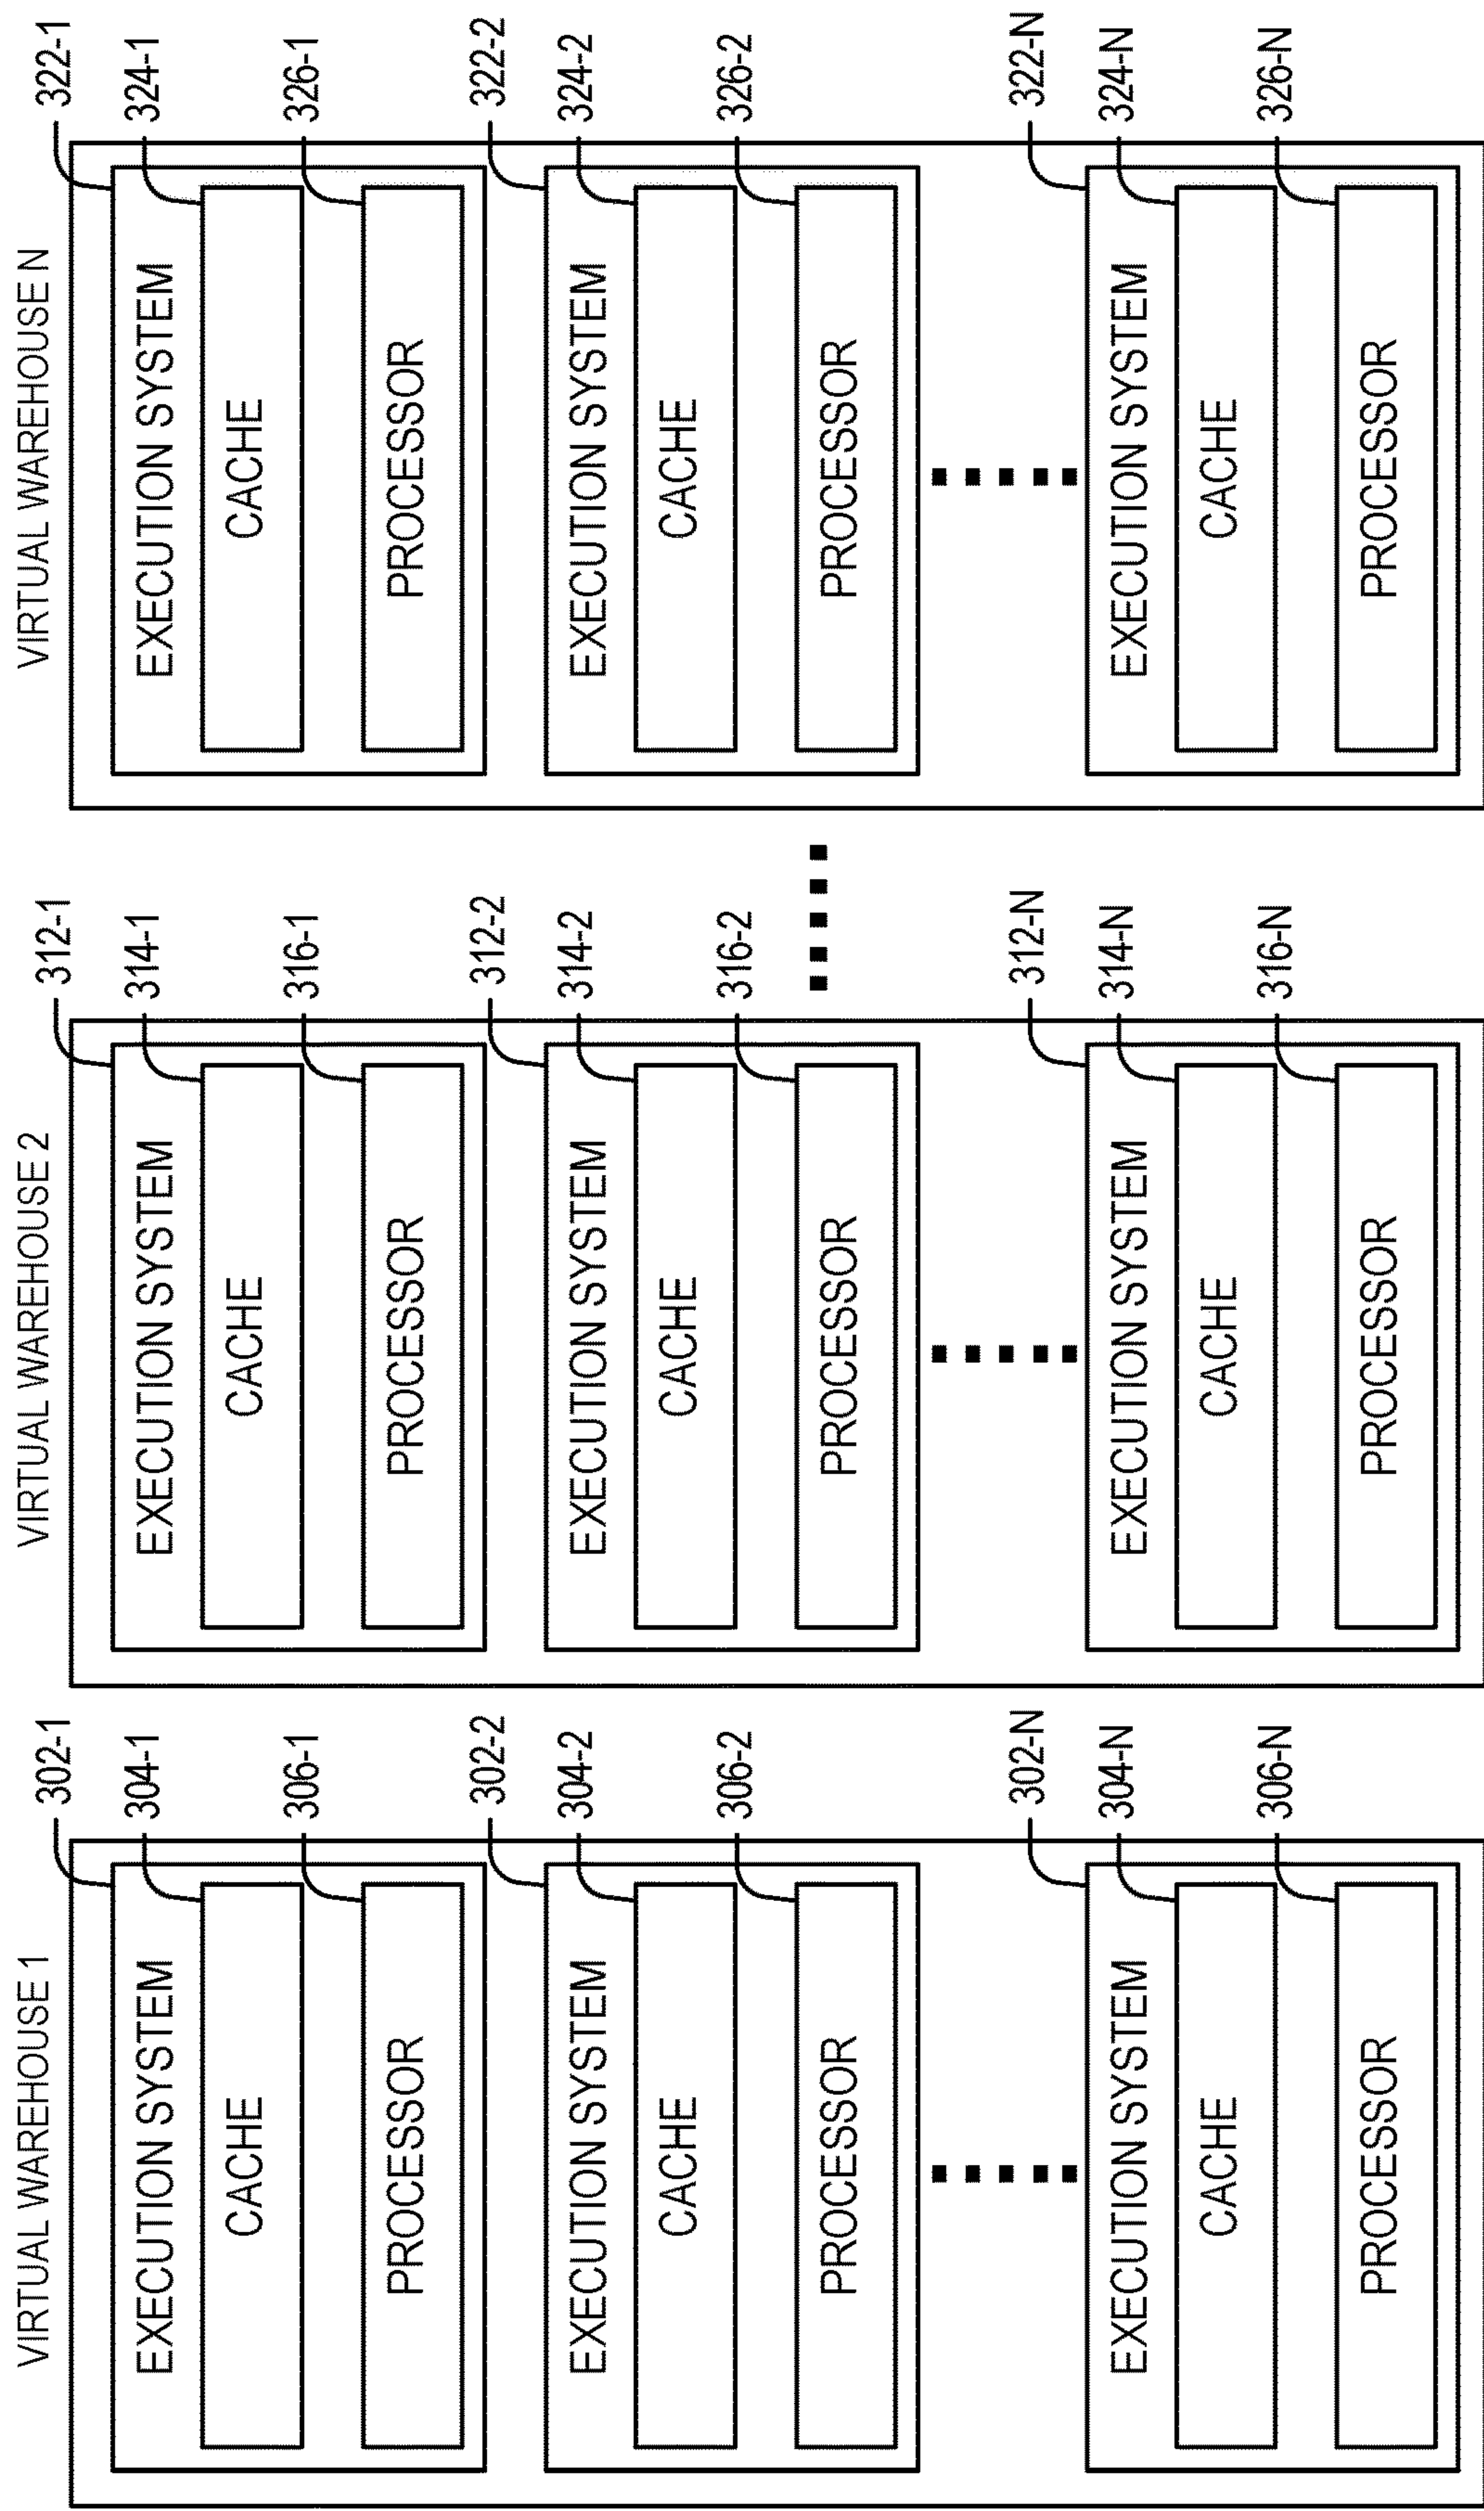 VIRTUAL WAREHOUSE 1
302-1
EXECUTION SYSTEM
304-1
CACHE
306-1
PROCESSOR
302-2
EXECUTION SYSTEM
304-2
CACHE
306-2
PROCESSOR
302-N
EXECUTION SYSTEM
304-N
CACHE
306-N
PROCESSOR
VIRTUAL WAREHOUSE 2
312-1
EXECUTION SYSTEM
314-1
CACHE
316-1
PROCESSOR
312-2
EXECUTION SYSTEM
314-2
CACHE
316-2
PROCESSOR
312-N
EXECUTION SYSTEM
314-N
CACHE
316-N
PROCESSOR
VIRTUAL WAREHOUSE N
322-1
EXECUTION SYSTEM
324-1
CACHE
326-1
PROCESSOR
322-2
EXECUTION SYSTEM
324-2
CACHE
326-2
PROCESSOR
322-N
EXECUTION SYSTEM
324-N
CACHE
326-N
PROCESSOR